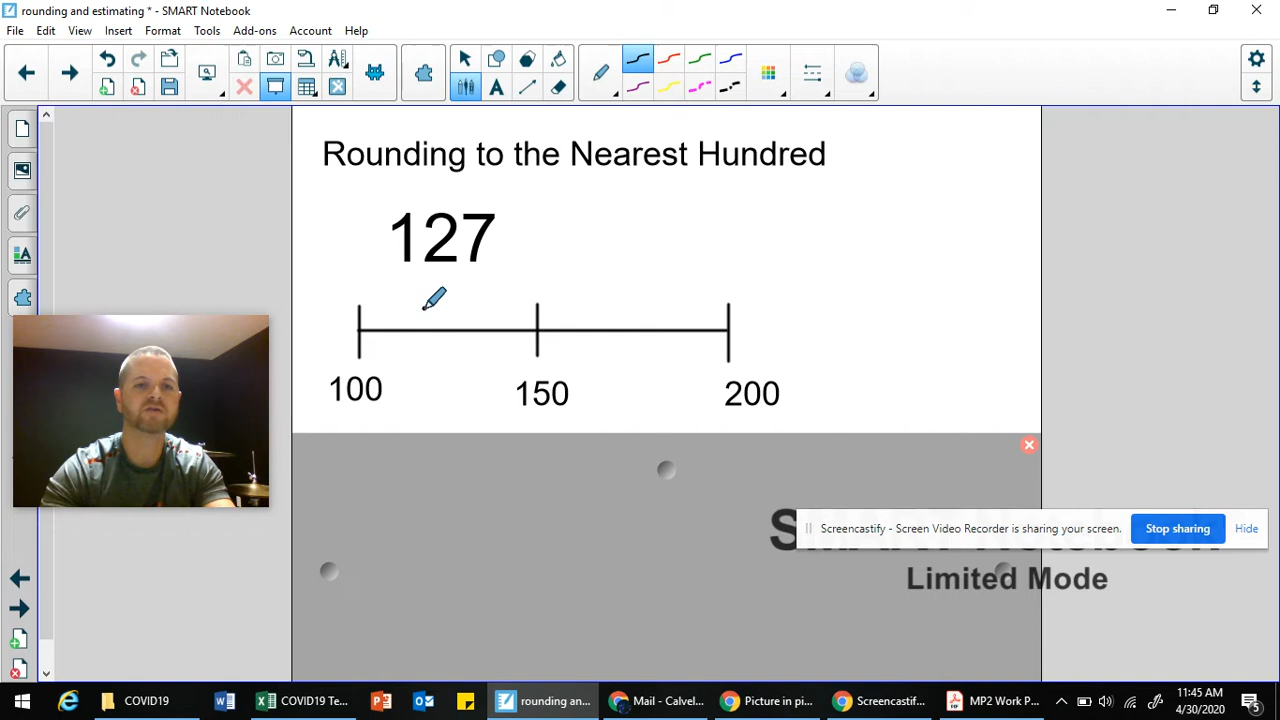 rounding and estimating * - SMART Notebook
File Edit View Insert Format Tools Add-ons Account Help
Rounding to the Nearest Hundred
127
100 150 200
Screencastify - Screen Video Recorder is sharing your screen. Stop sharing Hide
Limited Mode
COVID19 COVID19 Te... rounding an... Mail - Calvel... Picture in pi... Screencastif... MP2 Work P...
11:45 AM
4/30/2020
5